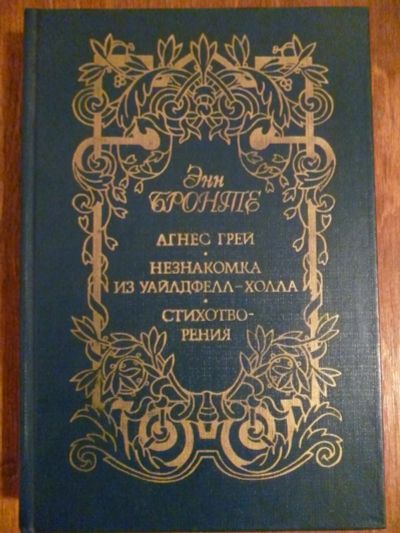 Энн
БРОНТЕ
АГНЕС ГРЕЙ
•
НЕЗНАКОМКА
ИЗ УАЙЛДФЕЛЛ-ХОЛЛА
•
СТИХОТВО-
РЕНИЯ